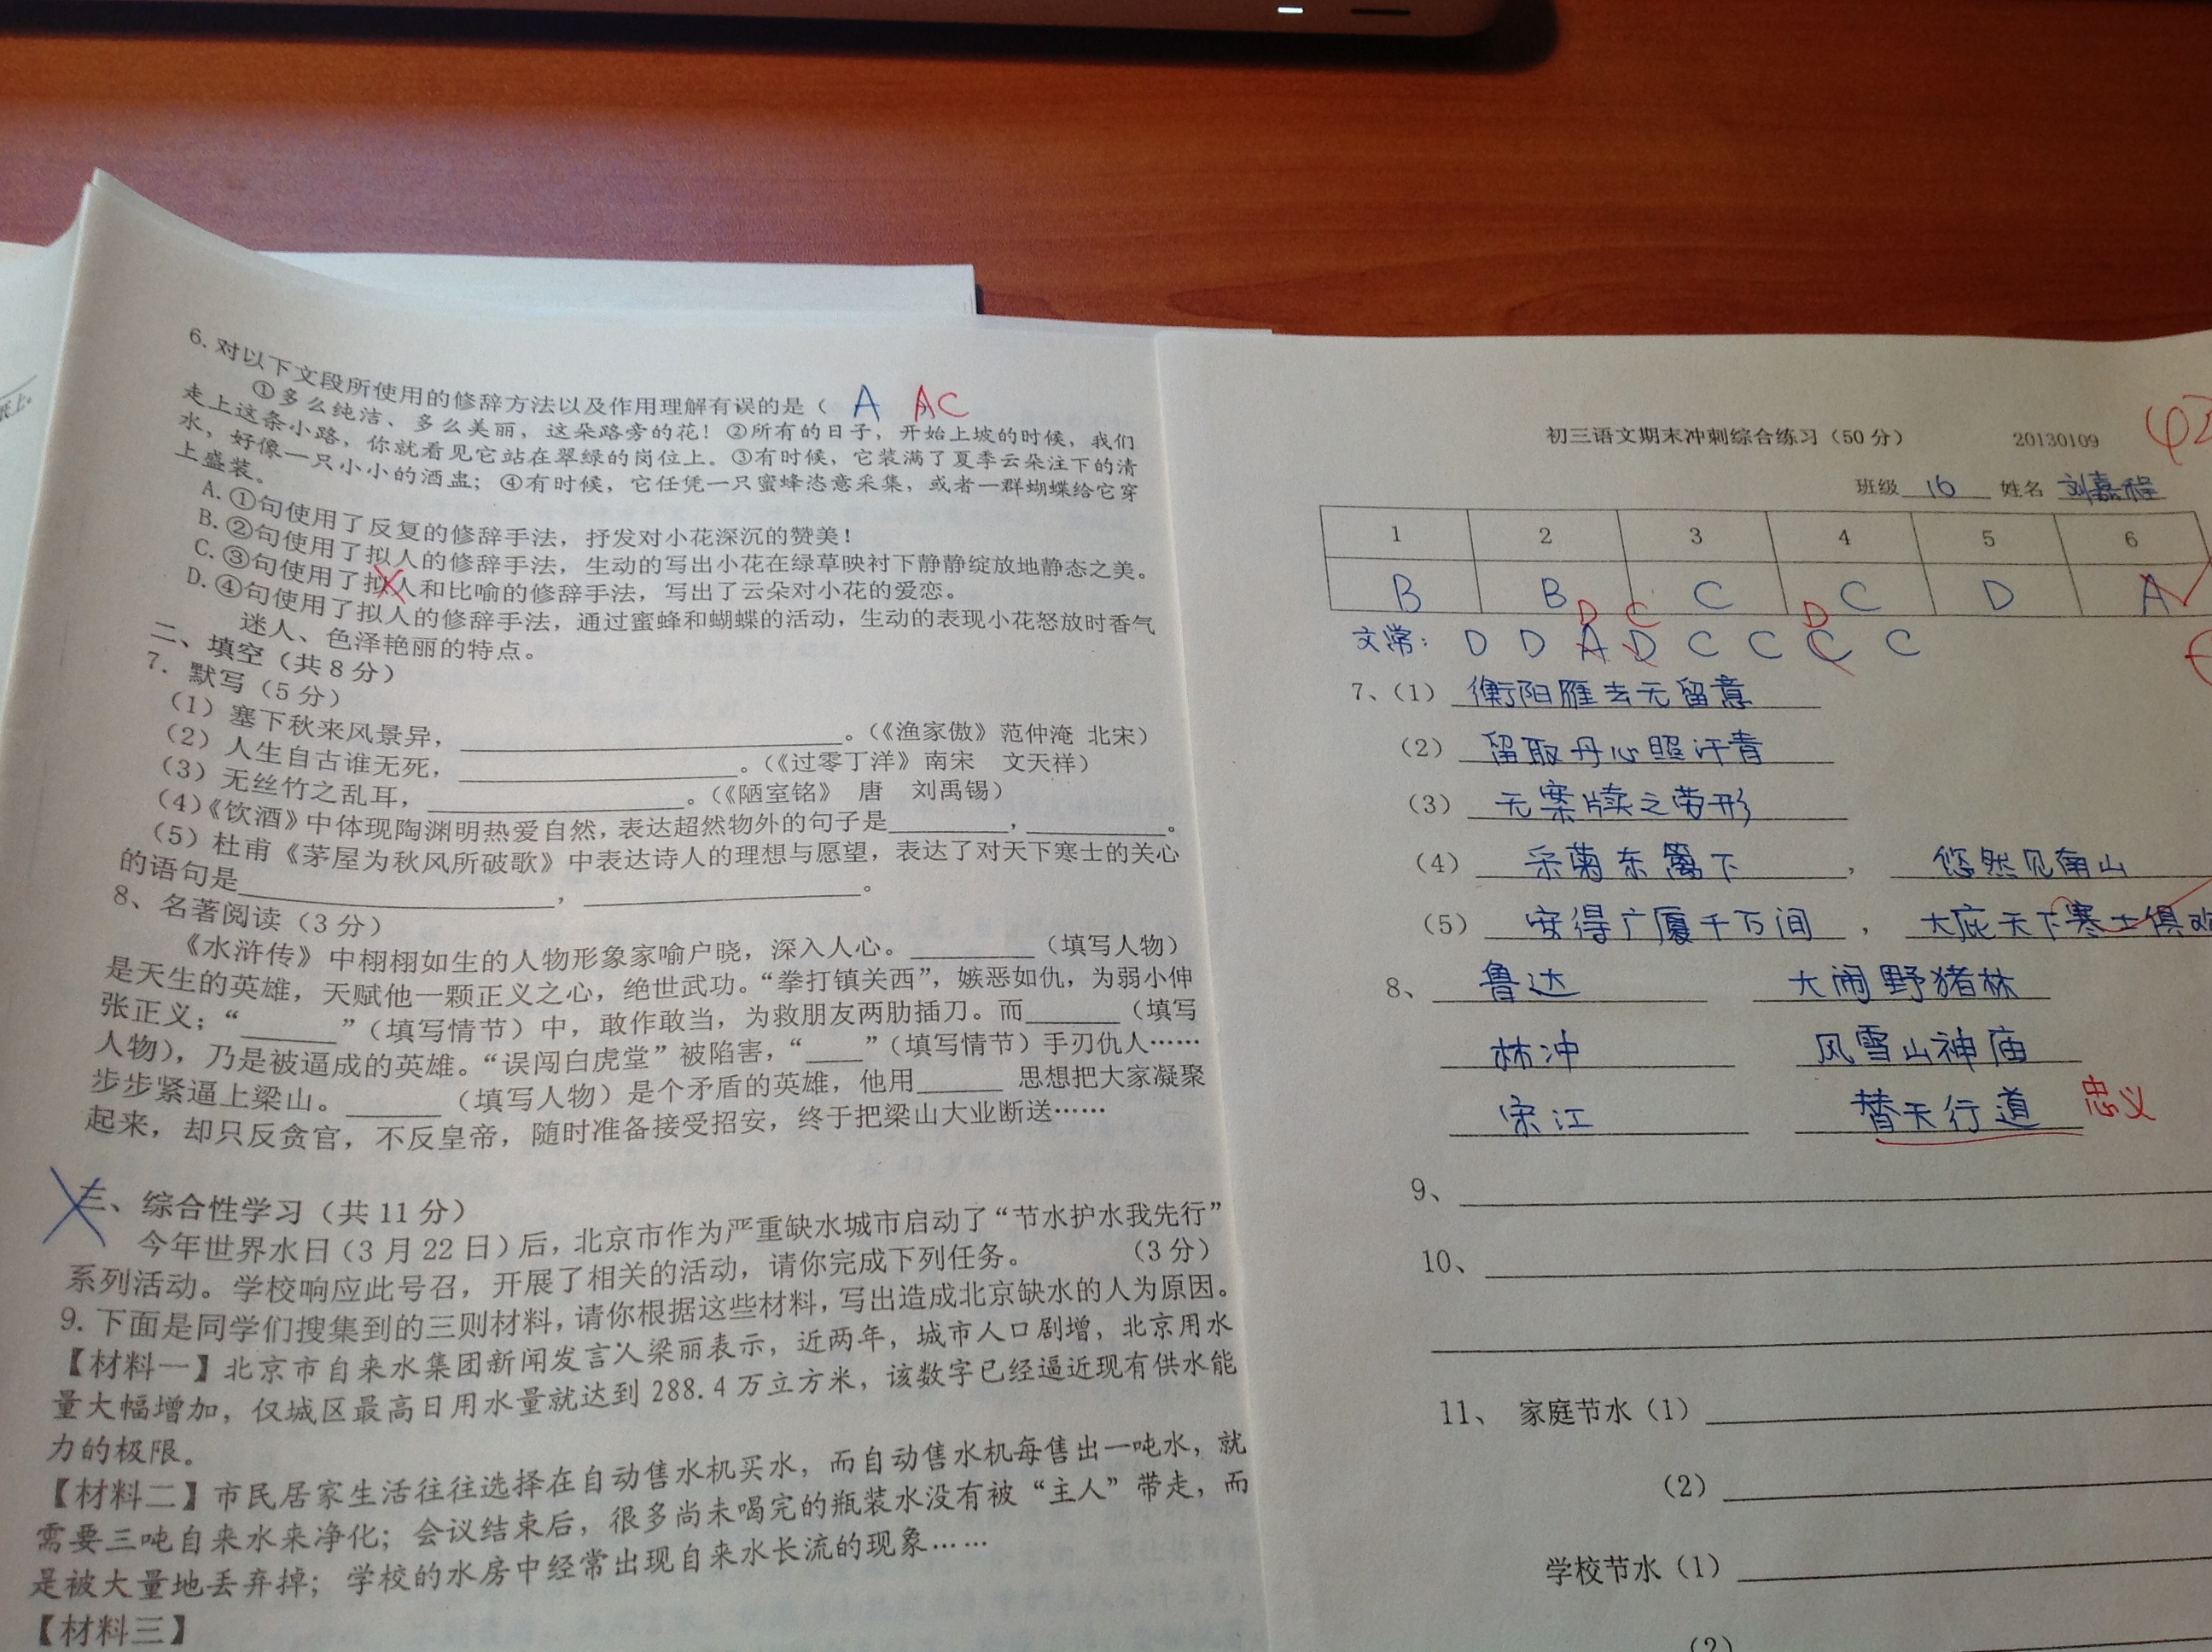 纸上。
6. 对以下文段所使用的修辞方法以及作用理解有误的是（ A AC
①多么纯洁、多么美丽，这朵路旁的花！②所有的日子，开始上坡的时候，我们
走上这条小路，你就看见它站在翠绿的岗位上。③有时候，它装满了夏季云朵注下的清
水，好像一只小小的酒盅；④有时候，它任凭一只蜜蜂恣意采集，或者一群蝴蝶给它穿
上盛装。
A. ①句使用了反复的修辞手法，抒发对小花深沉的赞美！
B. ②句使用了拟人的修辞手法，生动的写出小花在绿草映衬下静静绽放地静态之美。
C. ③句使用了拟人和比喻的修辞手法，写出了云朵对小花的爱恋。
D. ④句使用了拟人的修辞手法，通过蜜蜂和蝴蝶的活动，生动的表现小花怒放时香气
迷人、色泽艳丽的特点。
二、填空（共8分）
7. 默写（5分）
（1）塞下秋来风景异，。（《渔家傲》范仲淹 北宋）
（2）人生自古谁无死，。（《过零丁洋》南宋 文天祥）
（3）无丝竹之乱耳，。（《陋室铭》 唐 刘禹锡）
（4）《饮酒》中体现陶渊明热爱自然，表达超然物外的句子是，。
（5）杜甫《茅屋为秋风所破歌》中表达诗人的理想与愿望，表达了对天下寒士的关心
的语句是，。
8、名著阅读（3分）
《水浒传》中栩栩如生的人物形象家喻户晓，深入人心。（填写人物）
是天生的英雄，天赋他一颗正义之心，绝世武功。“拳打镇关西”，嫉恶如仇，为弱小伸
张正义；“”（填写情节）中，敢作敢当，为救朋友两肋插刀。而（填写
人物），乃是被逼成的英雄。“误闯白虎堂”被陷害，“”（填写情节）手刃仇人……
步步紧逼上梁山。（填写人物）是个矛盾的英雄，他用 思想把大家凝聚
起来，却只反贪官，不反皇帝，随时准备接受招安，终于把梁山大业断送……
三、综合性学习（共11分）
今年世界水日（3月22日）后，北京市作为严重缺水城市启动了“节水护水我先行”
系列活动。学校响应此号召，开展了相关的活动，请你完成下列任务。
（3分）
9. 下面是同学们搜集到的三则材料，请你根据这些材料，写出造成北京缺水的人为原因。
【材料一】北京市自来水集团新闻发言人梁丽表示，近两年，城市人口剧增，北京用水
量大幅增加，仅城区最高日用水量就达到288.4万立方米，该数字已经逼近现有供水能
力的极限。
【材料二】市民居家生活往往选择在自动售水机买水，而自动售水机每售出一吨水，就
需要三吨自来水来净化；会议结束后，很多尚未喝完的瓶装水没有被“主人”带走，而
是被大量地丢弃掉；学校的水房中经常出现自来水长流的现象……
【材料三】
初三语文期末冲刺综合练习（50分） 20130109
班级 16 姓名 刘嘉程
1 2 3 4 5 6
B B C C D A
D C D
文常： D D A D C C C C
7、（1）衡阳雁去无留意
（2）留取丹心照汗青
（3）无案牍之劳形
（4）采菊东篱下，悠然见南山
（5）安得广厦千万间，大庇天下寒士俱欢
8、鲁达 大闹野猪林
林冲 风雪山神庙
宋江 替天行道 忠义
9、
10、
11、 家庭节水（1）
（2）
学校节水（1）
（2）